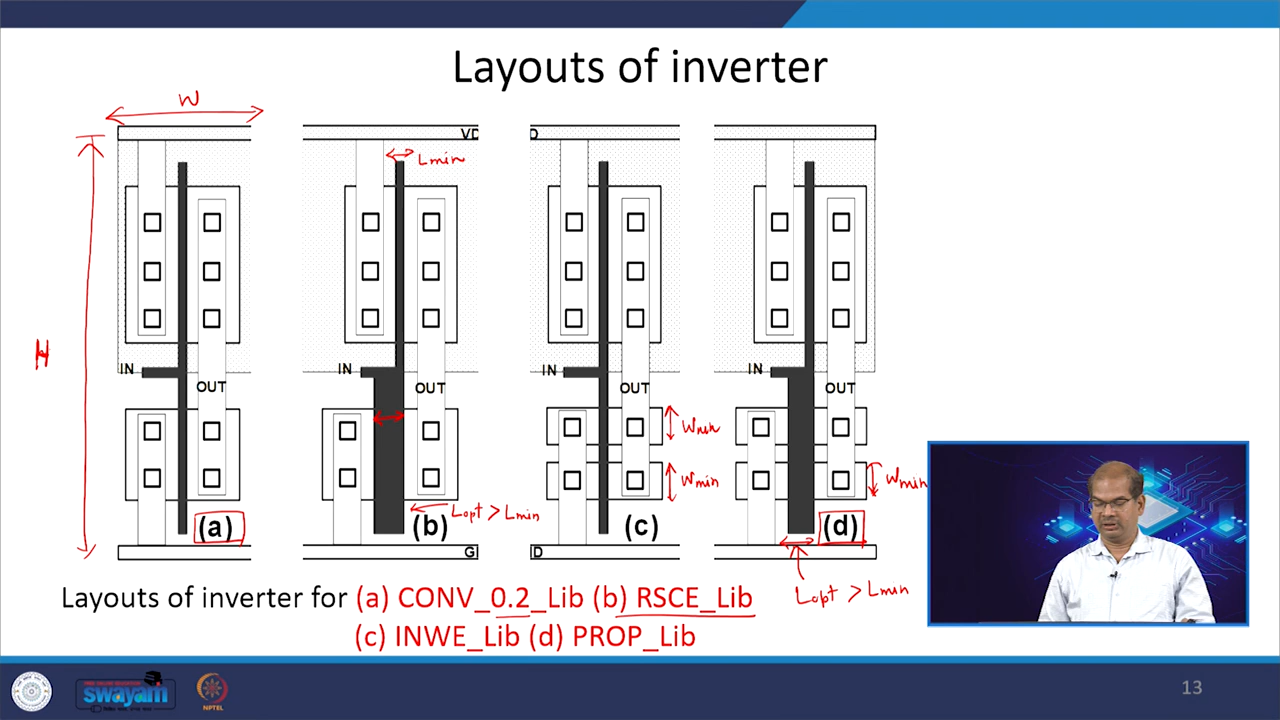 Layouts of inverter
W
VD
D
Lmin
H
IN
IN
IN
IN
OUT
OUT
OUT
OUT
Wmin
Wmin
Wmin
(a)
(b)
Lopt > Lmin
(c)
(d)
G
D
Lopt > Lmin
Layouts of inverter for (a) CONV_0.2_Lib (b) RSCE_Lib
(c) INWE_Lib (d) PROP_Lib
swayam
NPTEL
13